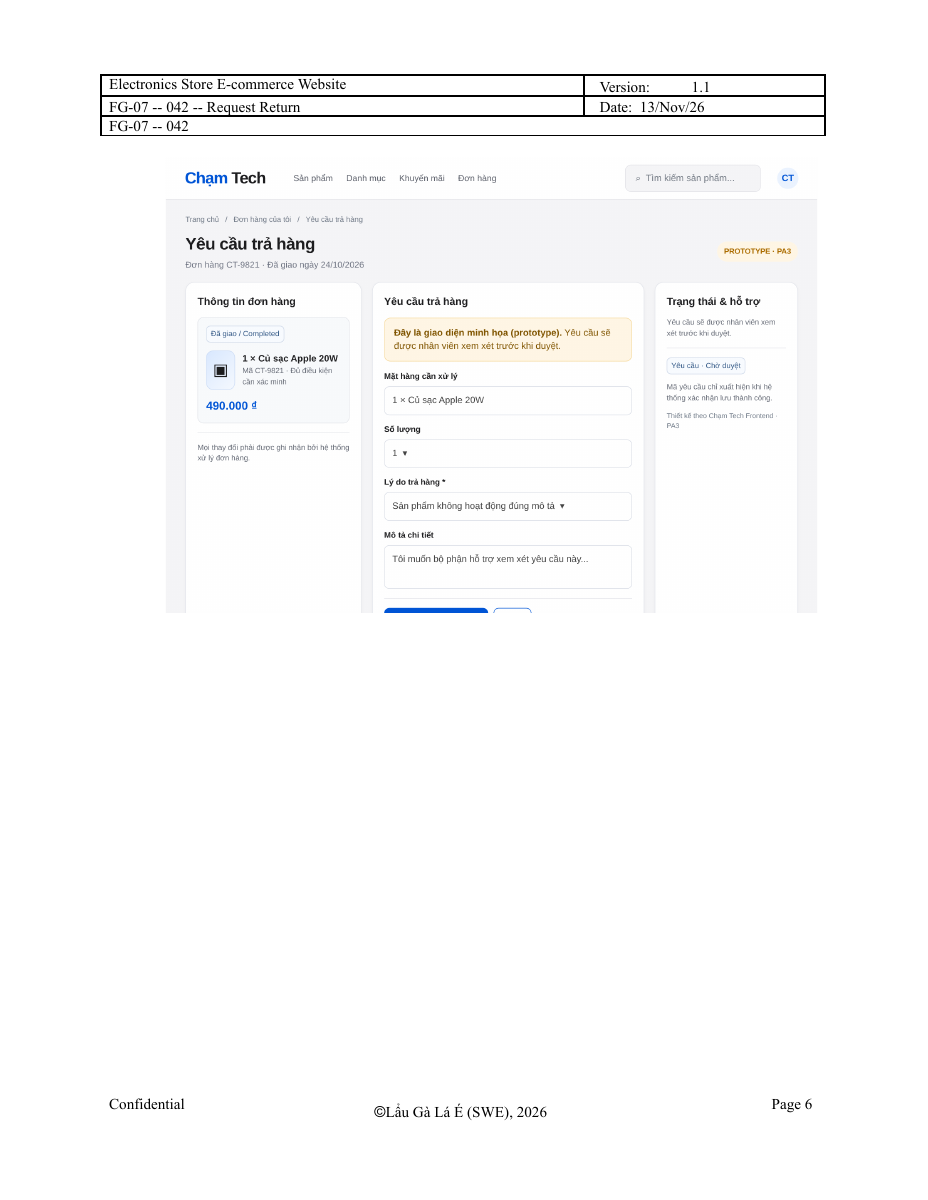 Electronics Store E-commerce Website
Version: 1.1
FG-07 -- 042 -- Request Return
Date: 13/Nov/26
FG-07 -- 042
Chạm Tech
Sản phẩm
Danh mục
Khuyến mãi
Đơn hàng
Tìm kiếm sản phẩm...
CT
Trang chủ / Đơn hàng của tôi / Yêu cầu trả hàng
Yêu cầu trả hàng
PROTOTYPE · PA3
Đơn hàng CT-9821 · Đã giao ngày 24/10/2026
Thông tin đơn hàng
Đã giao / Completed
1 × Củ sạc Apple 20W
Mã CT-9821 · Đủ điều kiện
cần xác minh
490.000 ₫
Mọi thay đổi phải được ghi nhận bởi hệ thống
xử lý đơn hàng.
Yêu cầu trả hàng
Đây là giao diện minh họa (prototype). Yêu cầu sẽ
được nhân viên xem xét trước khi duyệt.
Mặt hàng cần xử lý
1 × Củ sạc Apple 20W
Số lượng
1 ▾
Lý do trả hàng *
Sản phẩm không hoạt động đúng mô tả ▾
Mô tả chi tiết
Tôi muốn bộ phận hỗ trợ xem xét yêu cầu này...
Trạng thái & hỗ trợ
Yêu cầu sẽ được nhân viên xem
xét trước khi duyệt.
Yêu cầu · Chờ duyệt
Mã yêu cầu chỉ xuất hiện khi hệ
thống xác nhận lưu thành công.
Thiết kế theo Chạm Tech Frontend ·
PA3
Confidential
©Lẩu Gà Lá É (SWE), 2026
Page 6